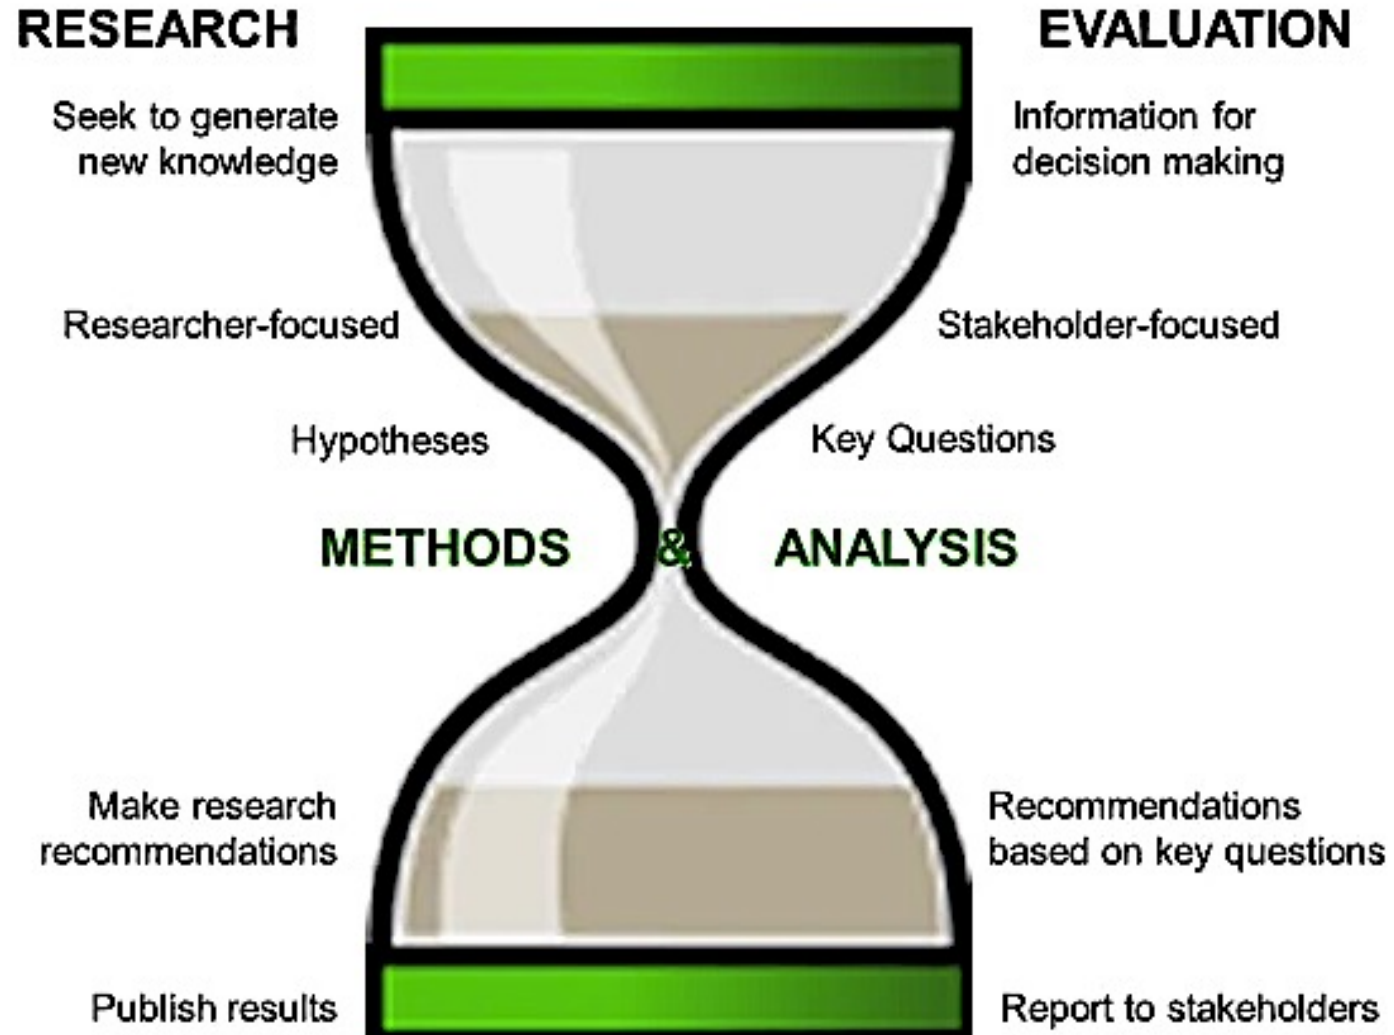 RESEARCH
EVALUATION
Seek to generate
new knowledge
Information for
decision making
Researcher-focused
Stakeholder-focused
Hypotheses
Key Questions
METHODS & ANALYSIS
Make research
recommendations
Recommendations
based on key questions
Publish results
Report to stakeholders